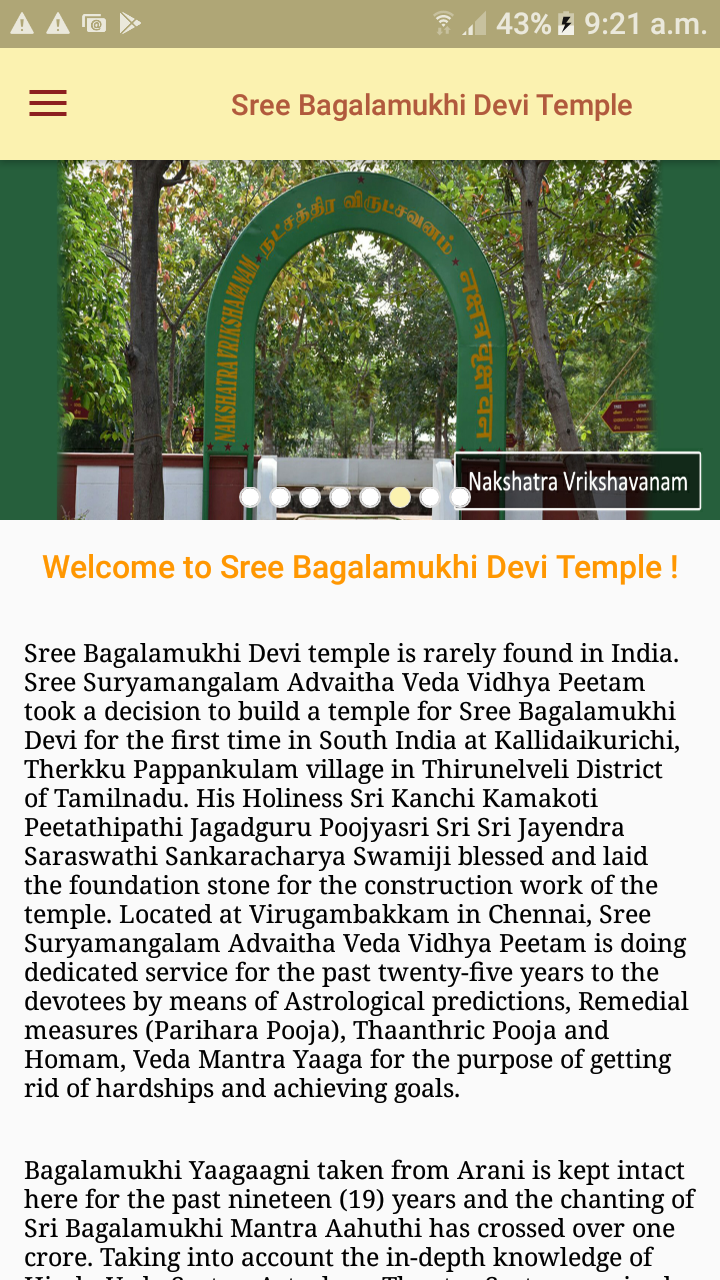 43% 9:21 a.m.
Sree Bagalamukhi Devi Temple
NAKSHATRA VRIKSHAVANAM
நட்சத்திர விருட்சவனம்
नक्षत्र वृक्ष वन
Nakshatra Vrikshavanam
Welcome to Sree Bagalamukhi Devi Temple !
Sree Bagalamukhi Devi temple is rarely found in India.
Sree Suryamangalam Advaitha Veda Vidhya Peetam
took a decision to build a temple for Sree Bagalamukhi
Devi for the first time in South India at Kallidaikurichi,
Therkku Pappankulam village in Thirunelveli District
of Tamilnadu. His Holiness Sri Kanchi Kamakoti
Peetathipathi Jagadguru Poojyasri Sri Sri Jayendra
Saraswathi Sankaracharya Swamiji blessed and laid
the foundation stone for the construction work of the
temple. Located at Virugambakkam in Chennai, Sree
Suryamangalam Advaitha Veda Vidhya Peetam is doing
dedicated service for the past twenty-five years to the
devotees by means of Astrological predictions, Remedial
measures (Parihara Pooja), Thaanthric Pooja and
Homam, Veda Mantra Yaaga for the purpose of getting
rid of hardships and achieving goals.
Bagalamukhi Yaagaagni taken from Arani is kept intact
here for the past nineteen (19) years and the chanting of
Sri Bagalamukhi Mantra Aahuthi has crossed over one
crore. Taking into account the in-depth knowledge of